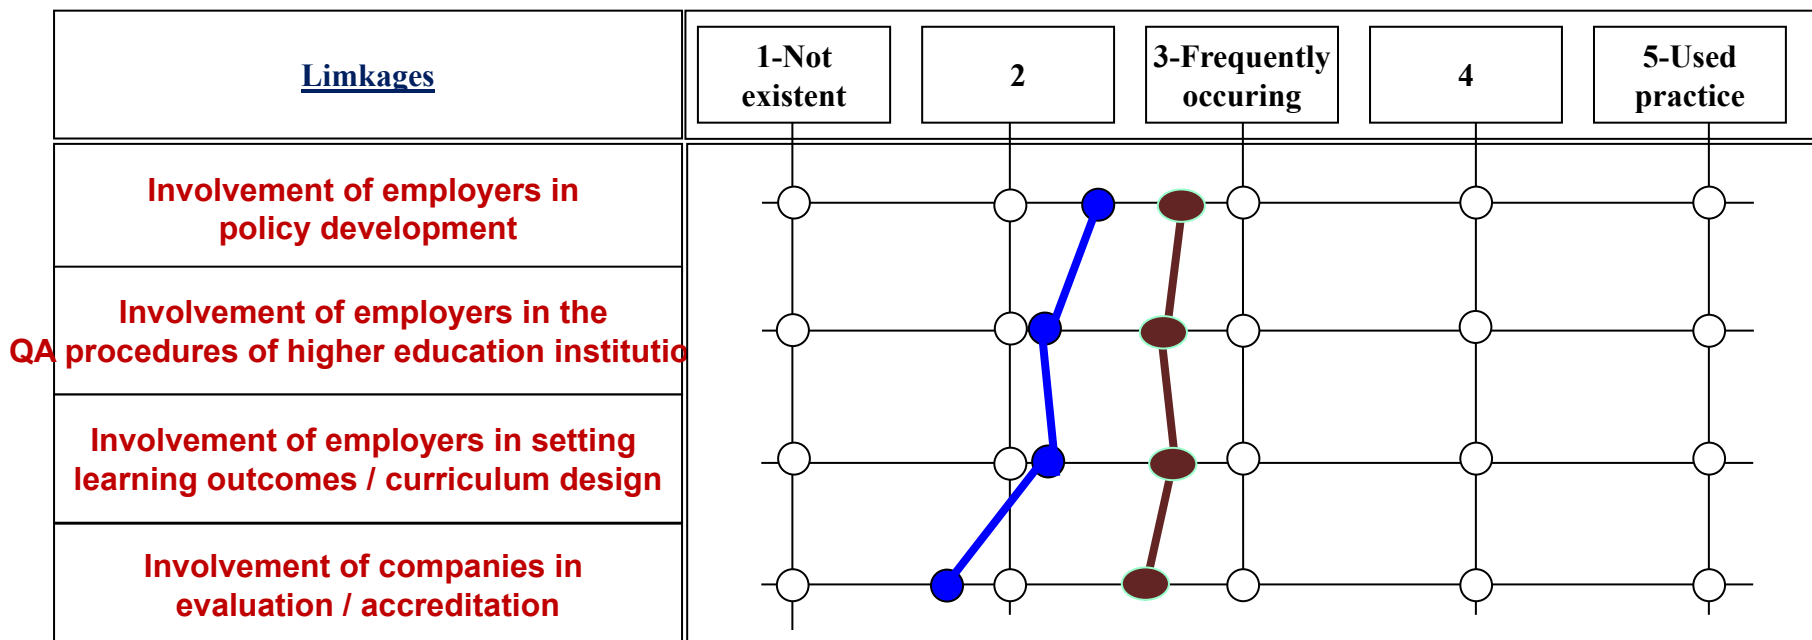 Limkages
1-Not
existent
2
3-Frequently
occuring
4
5-Used
practice
Involvement of employers in
policy development
Involvement of employers in the
QA procedures of higher education institutio
Involvement of employers in setting
learning outcomes / curriculum design
Involvement of companies in
evaluation / accreditation